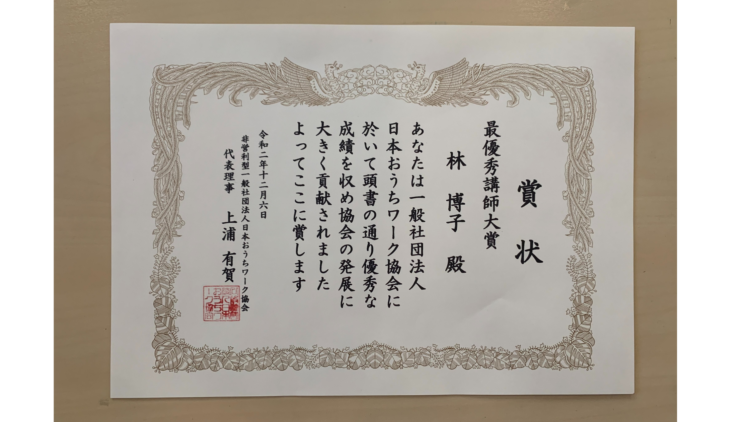 賞状
最優秀講師大賞
林 博子 殿
あなたは一般社団法人
日本おうちワーク協会に
於いて頭書の通り優秀な
成績を収め協会の発展に
大きく貢献されました
よってここに賞します
令和二年十二月六日
非営利型一般社団法人日本おうちワーク協会
代表理事 上浦 有賀